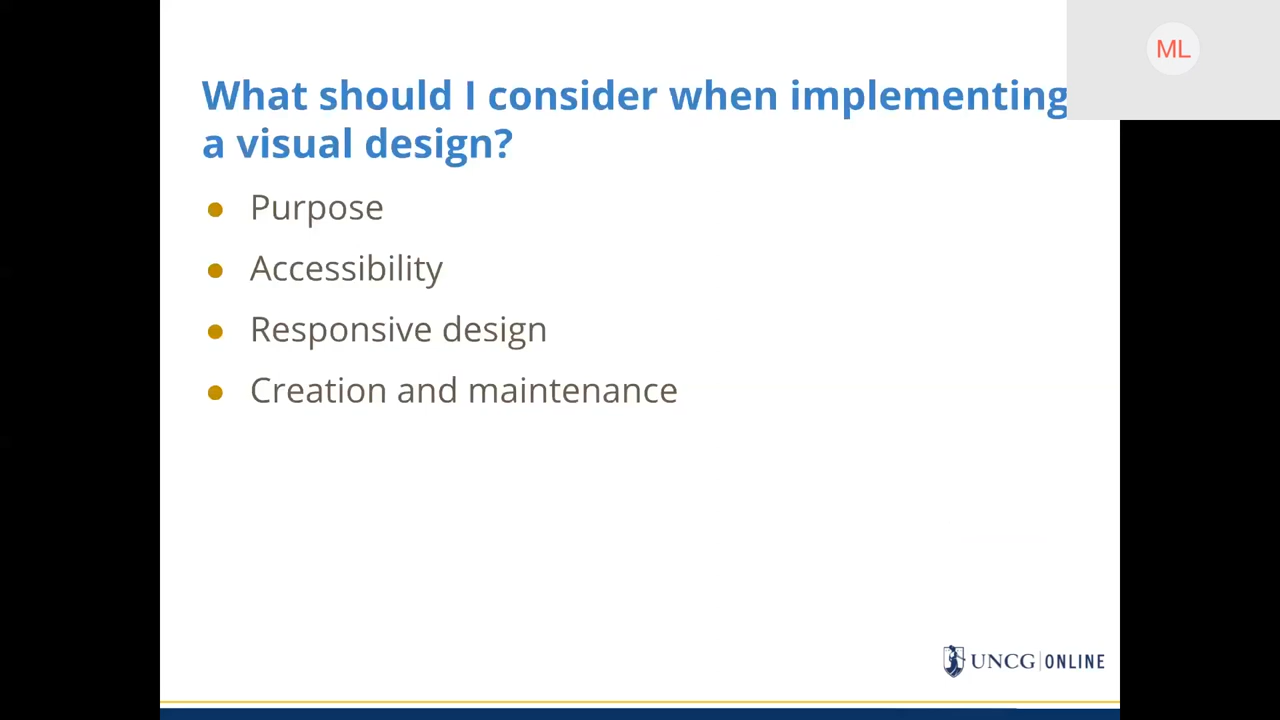 ML
What should I consider when implementing
a visual design?
● Purpose
● Accessibility
● Responsive design
● Creation and maintenance
UNCG ONLINE